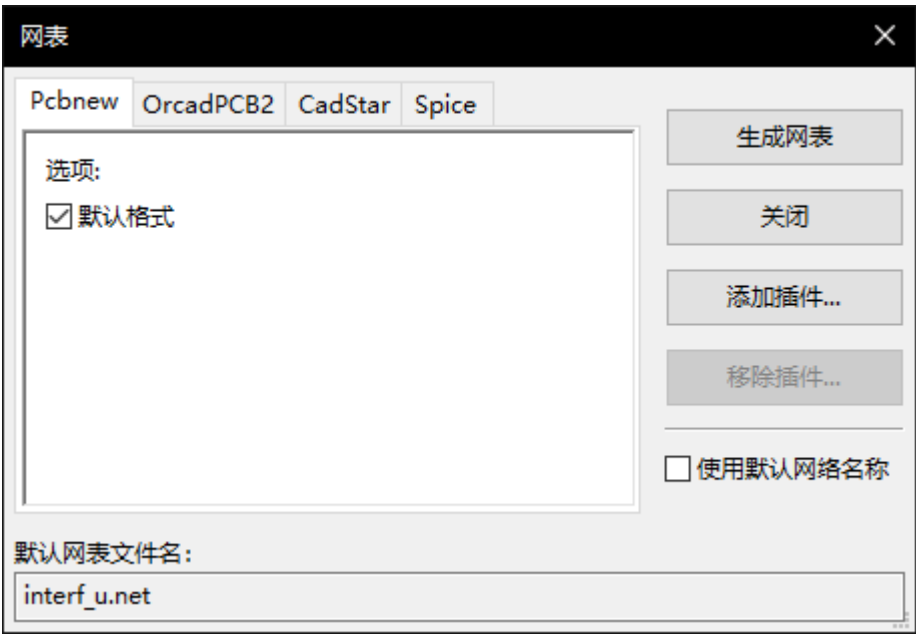 网表
Pcbnew OrcadPCB2 CadStar Spice
选项:
默认格式
生成网表
关闭
添加插件...
移除插件...
使用默认网络名称
默认网表文件名:
interf_u.net